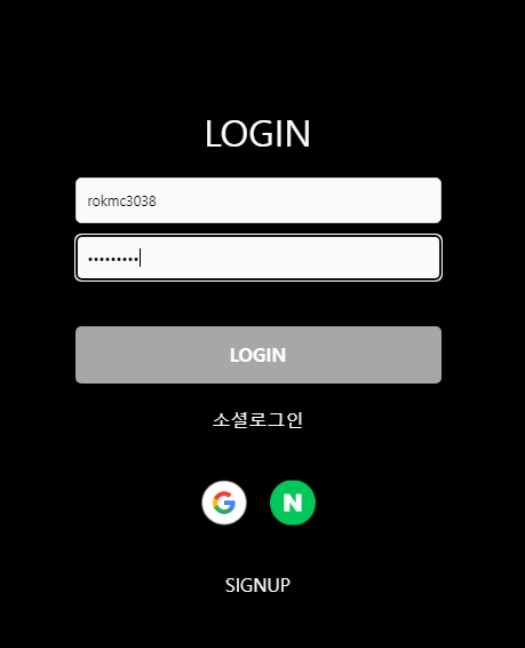 LOGIN
rokmc3038
•••••••••
LOGIN
소셜로그인
G N
SIGNUP